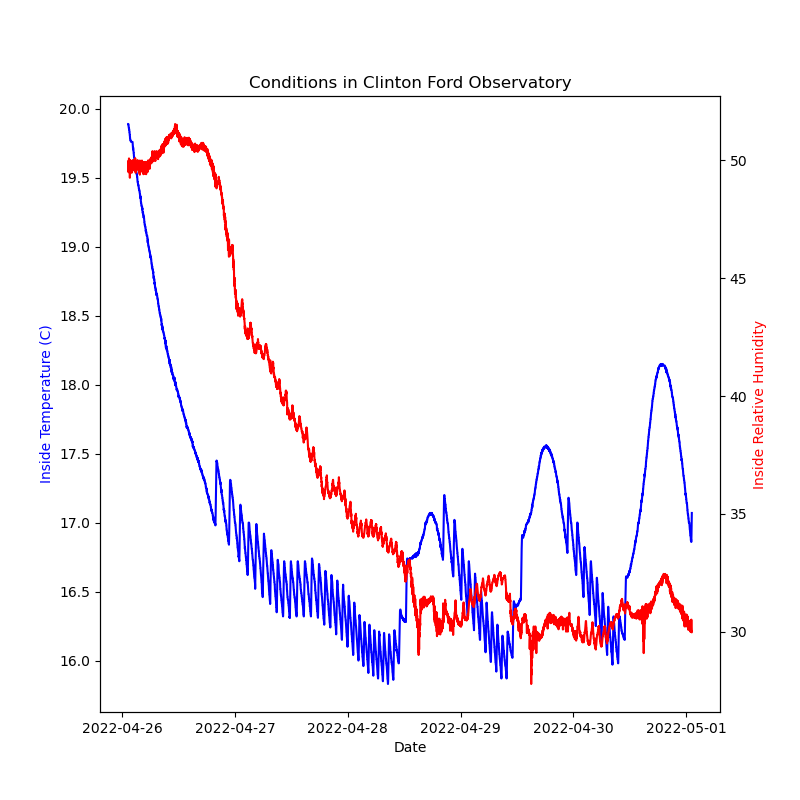 Conditions in Clinton Ford Observatory
20.0
19.5
19.0
18.5
18.0
17.5
17.0
16.5
16.0
Inside Temperature (C)
50
45
40
35
30
Inside Relative Humidity
2022-04-26 2022-04-27 2022-04-28 2022-04-29 2022-04-30 2022-05-01
Date